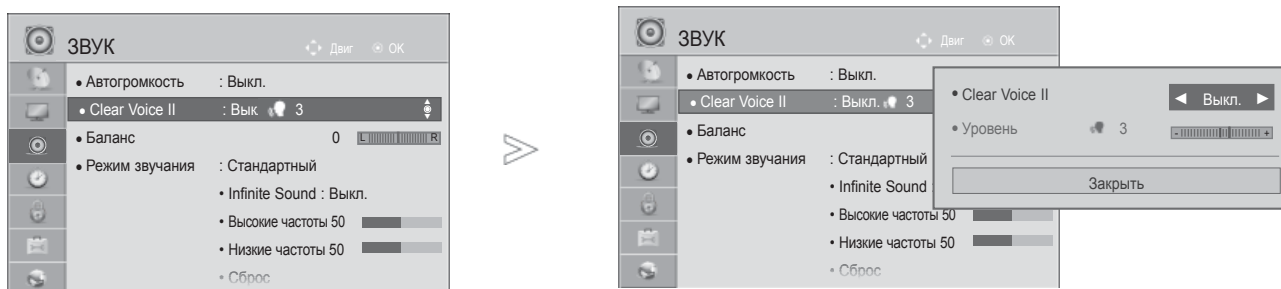 ЗВУК
Двиг OK
• Автогромкость : Выкл.
• Clear Voice II : Вык 3
• Баланс 0 L R
• Режим звучания : Стандартный
• Infinite Sound : Выкл.
• Высокие частоты 50
• Низкие частоты 50
• Сброс
ЗВУК
Двиг OK
• Автогромкость : Выкл.
• Clear Voice II : Выкл. 3
• Баланс
• Режим звучания : Стандартный
• Infinite Sound :
• Высокие частоты 50
• Низкие частоты 50
• Сброс
• Clear Voice II ◄ Выкл. ►
• Уровень 3 - +
Закрыть